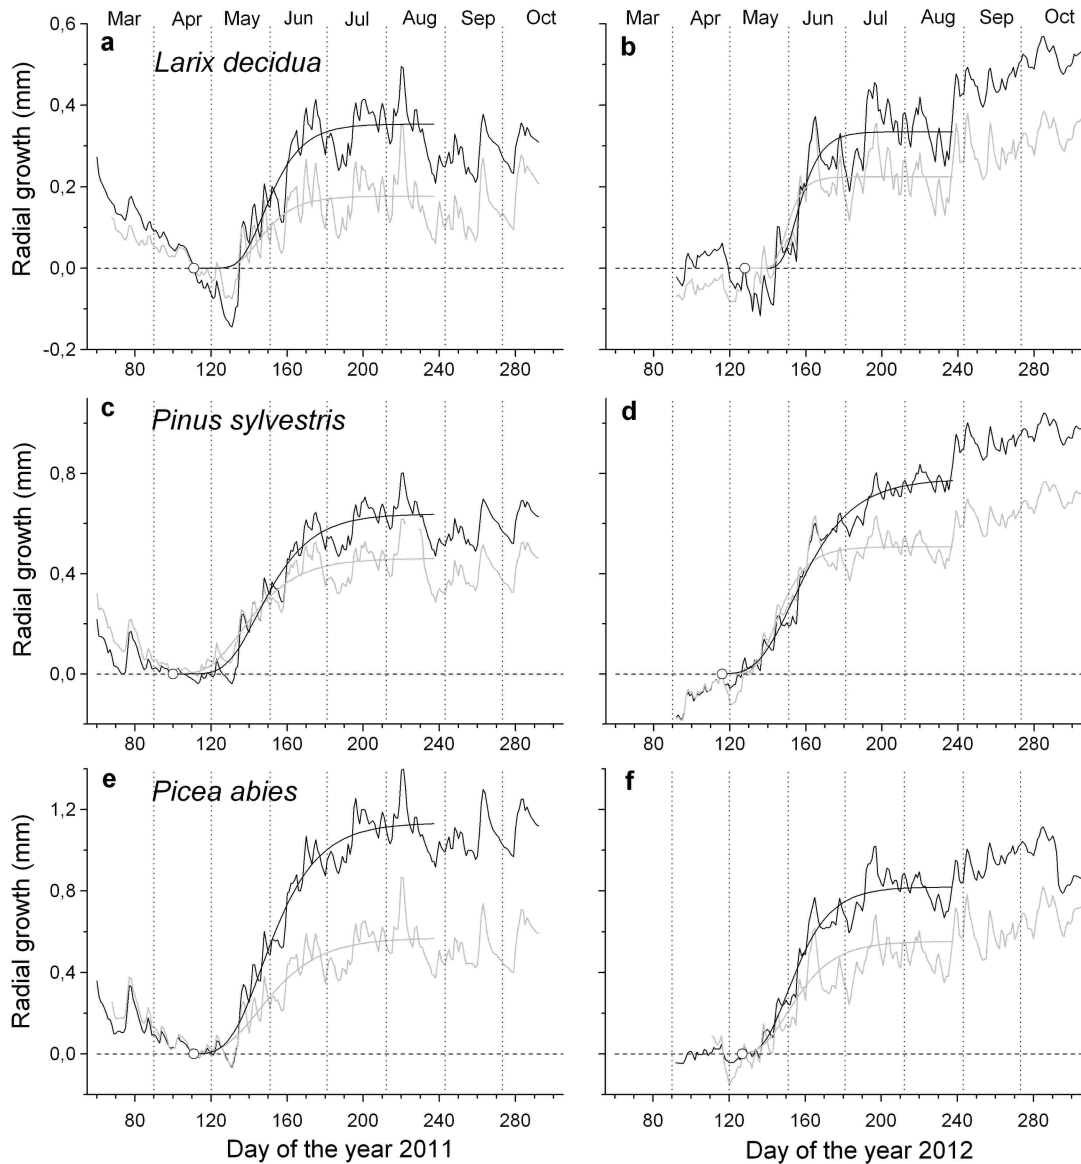 Mar Apr May Jun Jul Aug Sep Oct
Mar Apr May Jun Jul Aug Sep Oct
a
Larix decidua
b
Radial growth (mm)
0,6
0,4
0,2
0,0
-0,2
80 120 160 200 240 280
80 120 160 200 240 280
c
Pinus sylvestris
d
Radial growth (mm)
0,8
0,4
0,0
80 120 160 200 240 280
80 120 160 200 240 280
e
Picea abies
f
Radial growth (mm)
1,2
0,8
0,4
0,0
80 120 160 200 240 280
80 120 160 200 240 280
Day of the year 2011
Day of the year 2012